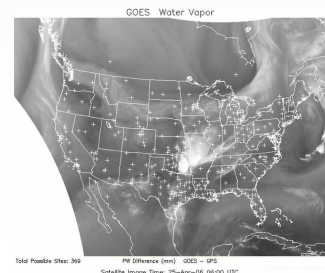 GOES Water Vapor
Total Possible Sites: 369 PW Difference (mm) GOES - GPS
Satellite Image Time: 25-Apr-06 06:00 UTC